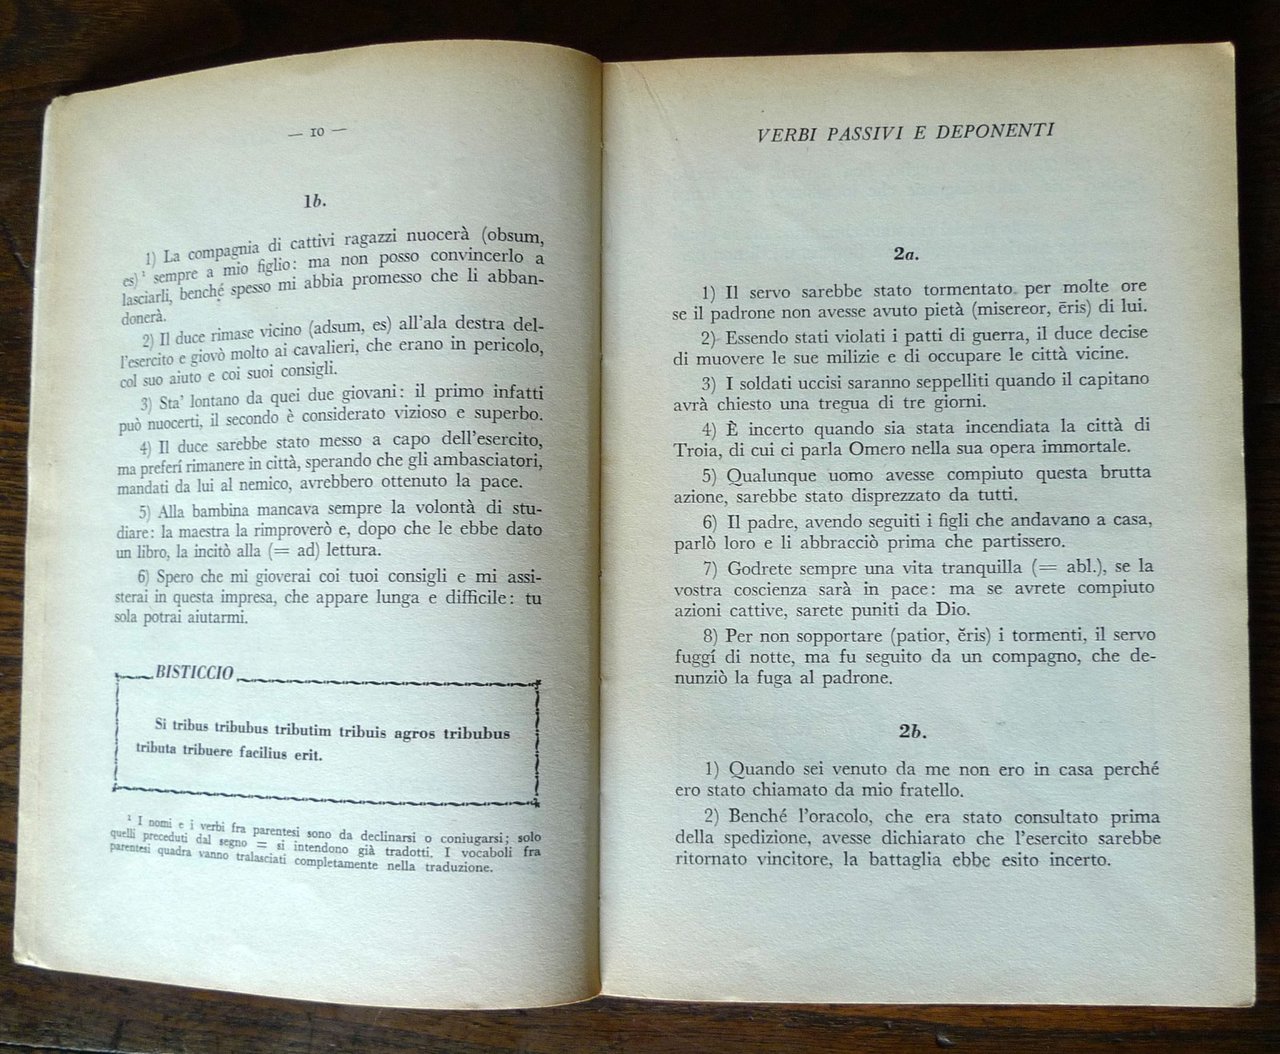 — 10 —
1b.
1) La compagnia di cattivi ragazzi nuocerà (obsum,
es)¹ sempre a mio figlio: ma non posso convincerlo a
lasciarli, benché spesso mi abbia promesso che li abban-
donerà.
2) Il duce rimase vicino (adsum, es) all'ala destra del-
l'esercito e giovò molto ai cavalieri, che erano in pericolo,
col suo aiuto e coi suoi consigli.
3) Sta' lontano da quei due giovani: il primo infatti
può nuocerti, il secondo è considerato vizioso e superbo.
4) Il duce sarebbe stato messo a capo dell'esercito,
ma preferí rimanere in città, sperando che gli ambasciatori,
mandati da lui al nemico, avrebbero ottenuto la pace.
5) Alla bambina mancava sempre la volontà di stu-
diare: la maestra la rimproverò e, dopo che le ebbe dato
un libro, la incitò alla (= ad) lettura.
6) Spero che mi gioverai coi tuoi consigli e mi assi-
sterai in questa impresa, che appare lunga e difficile: tu
sola potrai aiutarmi.
BISTICCIO
Si tribus tribubus tributim tribuis agros tribubus
tributa tribuere facilius erit.
¹ I nomi e i verbi fra parentesi sono da declinarsi o coniugarsi; solo
quelli preceduti dal segno = si intendono già tradotti. I vocaboli fra
parentesi quadra vanno tralasciati completamente nella traduzione.
VERBI PASSIVI E DEPONENTI
2a.
1) Il servo sarebbe stato tormentato per molte ore
se il padrone non avesse avuto pietà (misereor, ēris) di lui.
2) Essendo stati violati i patti di guerra, il duce decise
di muovere le sue milizie e di occupare le città vicine.
3) I soldati uccisi saranno seppelliti quando il capitano
avrà chiesto una tregua di tre giorni.
4) È incerto quando sia stata incendiata la città di
Troia, di cui ci parla Omero nella sua opera immortale.
5) Qualunque uomo avesse compiuto questa brutta
azione, sarebbe stato disprezzato da tutti.
6) Il padre, avendo seguiti i figli che andavano a casa,
parlò loro e li abbracciò prima che partissero.
7) Godrete sempre una vita tranquilla (= abl.), se la
vostra coscienza sarà in pace: ma se avrete compiuto
azioni cattive, sarete puniti da Dio.
8) Per non sopportare (patior, ĕris) i tormenti, il servo
fuggí di notte, ma fu seguito da un compagno, che de-
nunziò la fuga al padrone.
2b.
1) Quando sei venuto da me non ero in casa perché
ero stato chiamato da mio fratello.
2) Benché l'oracolo, che era stato consultato prima
della spedizione, avesse dichiarato che l'esercito sarebbe
ritornato vincitore, la battaglia ebbe esito incerto.